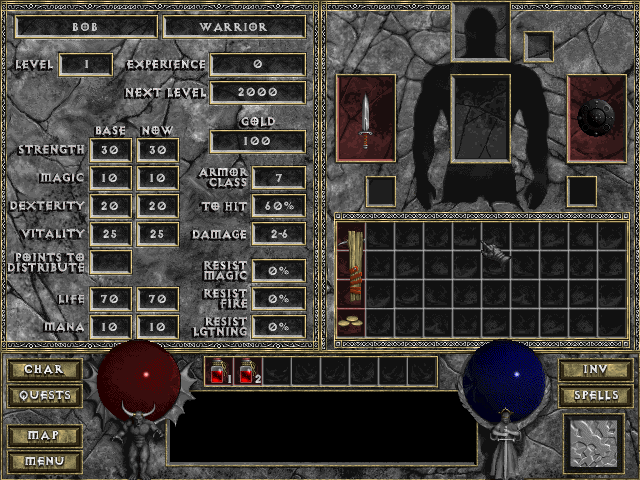 BOB WARRIOR
LEVEL 1 EXPERIENCE 0
NEXT LEVEL 2000
GOLD
100
BASE NOW
STRENGTH 30 30
MAGIC 10 10
DEXTERITY 20 20
VITALITY 25 25
POINTS TO
DISTRIBUTE
LIFE 70 70
MANA 10 10
ARMOR
CLASS 7
TO HIT 60%
DAMAGE 2-6
RESIST
MAGIC 0%
RESIST
FIRE 0%
RESIST
LGTNING 0%
CHAR
QUESTS
MAP
MENU
1 2
INV
SPELLS